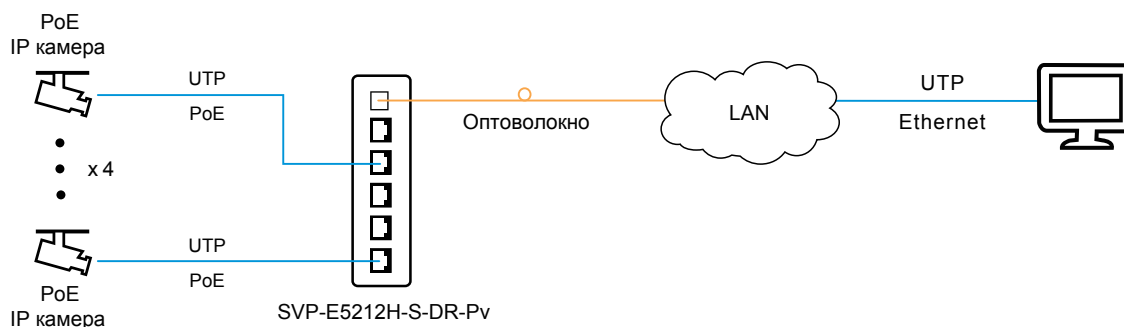 PoE
IP камера
UTP
PoE
x 4
UTP
PoE
PoE
IP камера
SVP-E5212H-S-DR-Pv
Оптоволокно
LAN
UTP
Ethernet